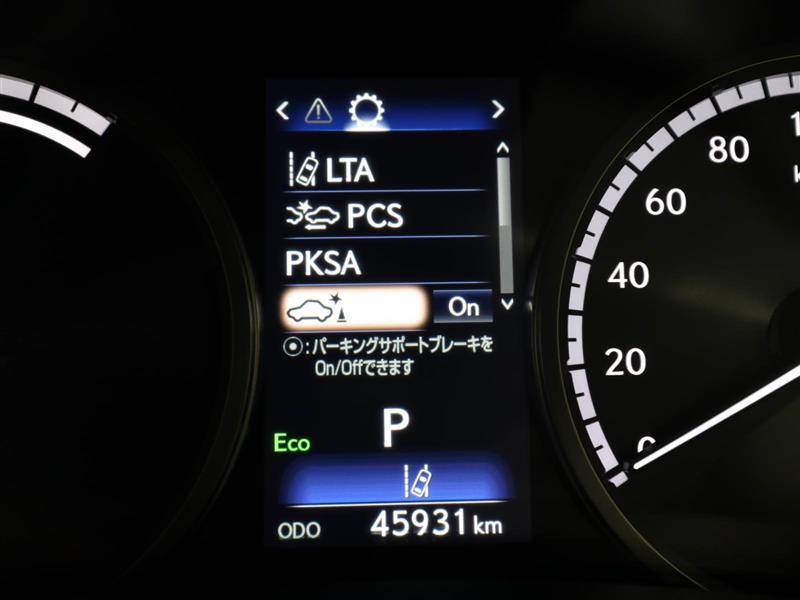 LTA
PCS
PKSA
On
:パーキングサポートブレーキを
On/Offできます
P
Eco
ODO 45931 km
80
60
40
20
0